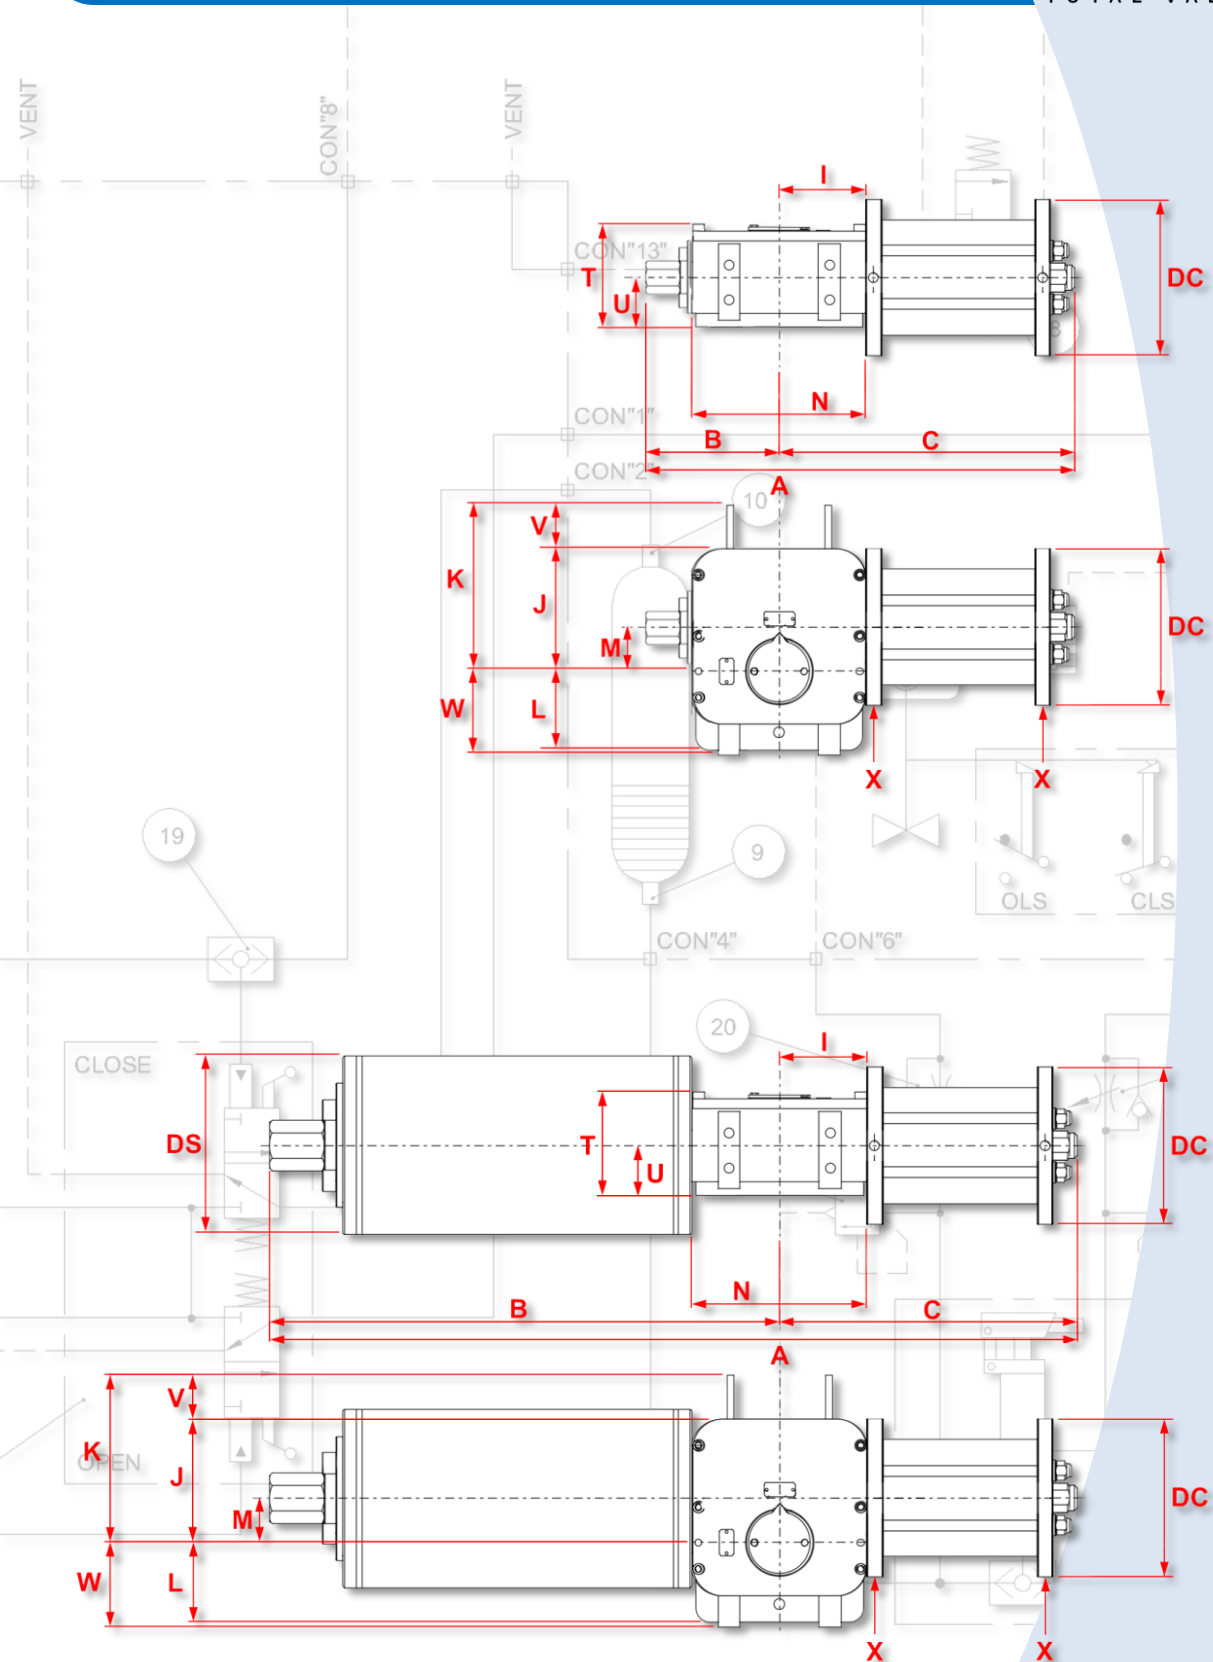 VENT
CON"8"
VENT
I
CON"13"
T
U
DC
N
CON"1"
B
C
CON"2"
A
10
V
K
J
M
DC
W
L
X
X
19
9
OLS
CLS
CON"4"
CON"6"
20
I
CLOSE
DS
T
U
DC
N
B
C
A
V
K
OPEN
J
M
DC
W
L
X
X